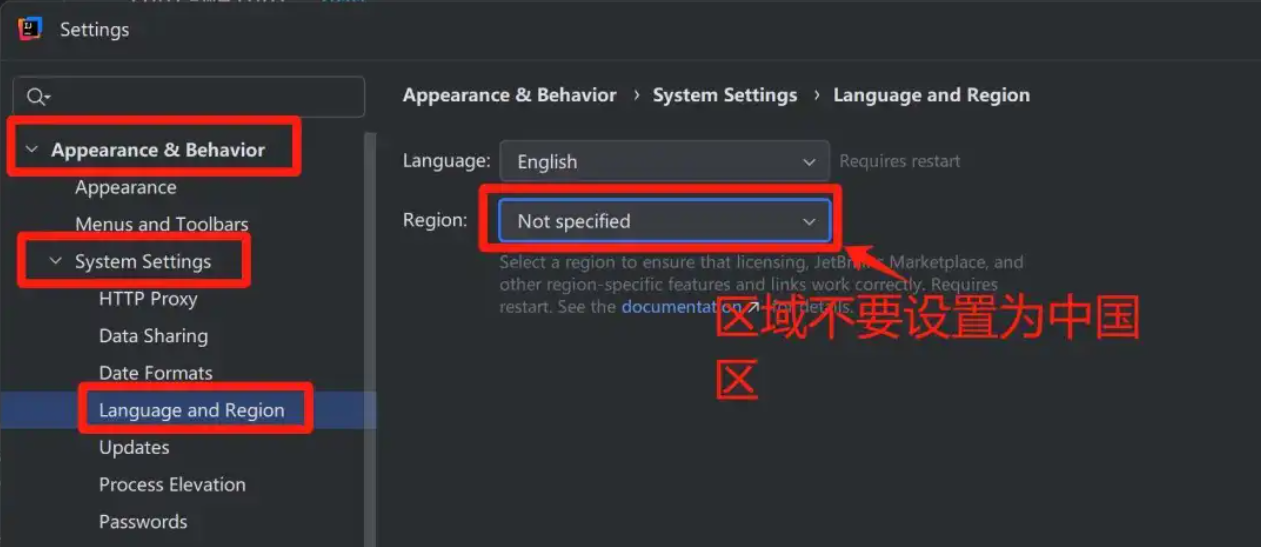 Settings
Appearance & Behavior
Appearance
Menus and Toolbars
System Settings
HTTP Proxy
Data Sharing
Date Formats
Language and Region
Updates
Process Elevation
Passwords
Appearance & Behavior › System Settings › Language and Region
Language: English Requires restart
Region: Not specified
Select a region to ensure that licensing, JetBrains Marketplace, and
other region-specific features and links work correctly. Requires
restart. See the documentation ↗ for details.
区域不要设置为中国
区